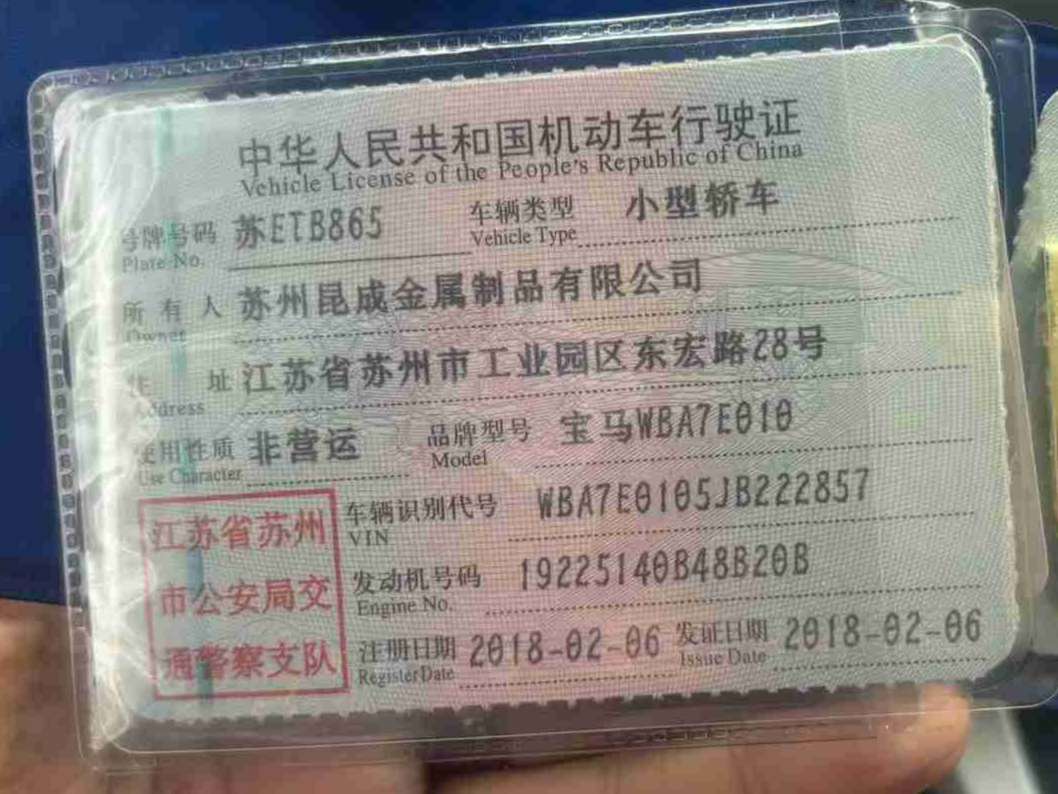 中华人民共和国机动车行驶证
Vehicle License of the People's Republic of China
号牌号码 苏ETB865 车辆类型 小型轿车
Plate No. Vehicle Type
所有人 苏州昆成金属制品有限公司
Owner
住址 江苏省苏州市工业园区东宏路28号
Address
使用性质 非营运 品牌型号 宝马WBA7E010
Use Character Model
江苏省苏州 车辆识别代号 WBA7E0105JB222857
VIN
市公安局交 发动机号码 19225140B48B20B
Engine No.
通警察支队 注册日期 2018-02-06 发证日期 2018-02-06
Register Date Issue Date